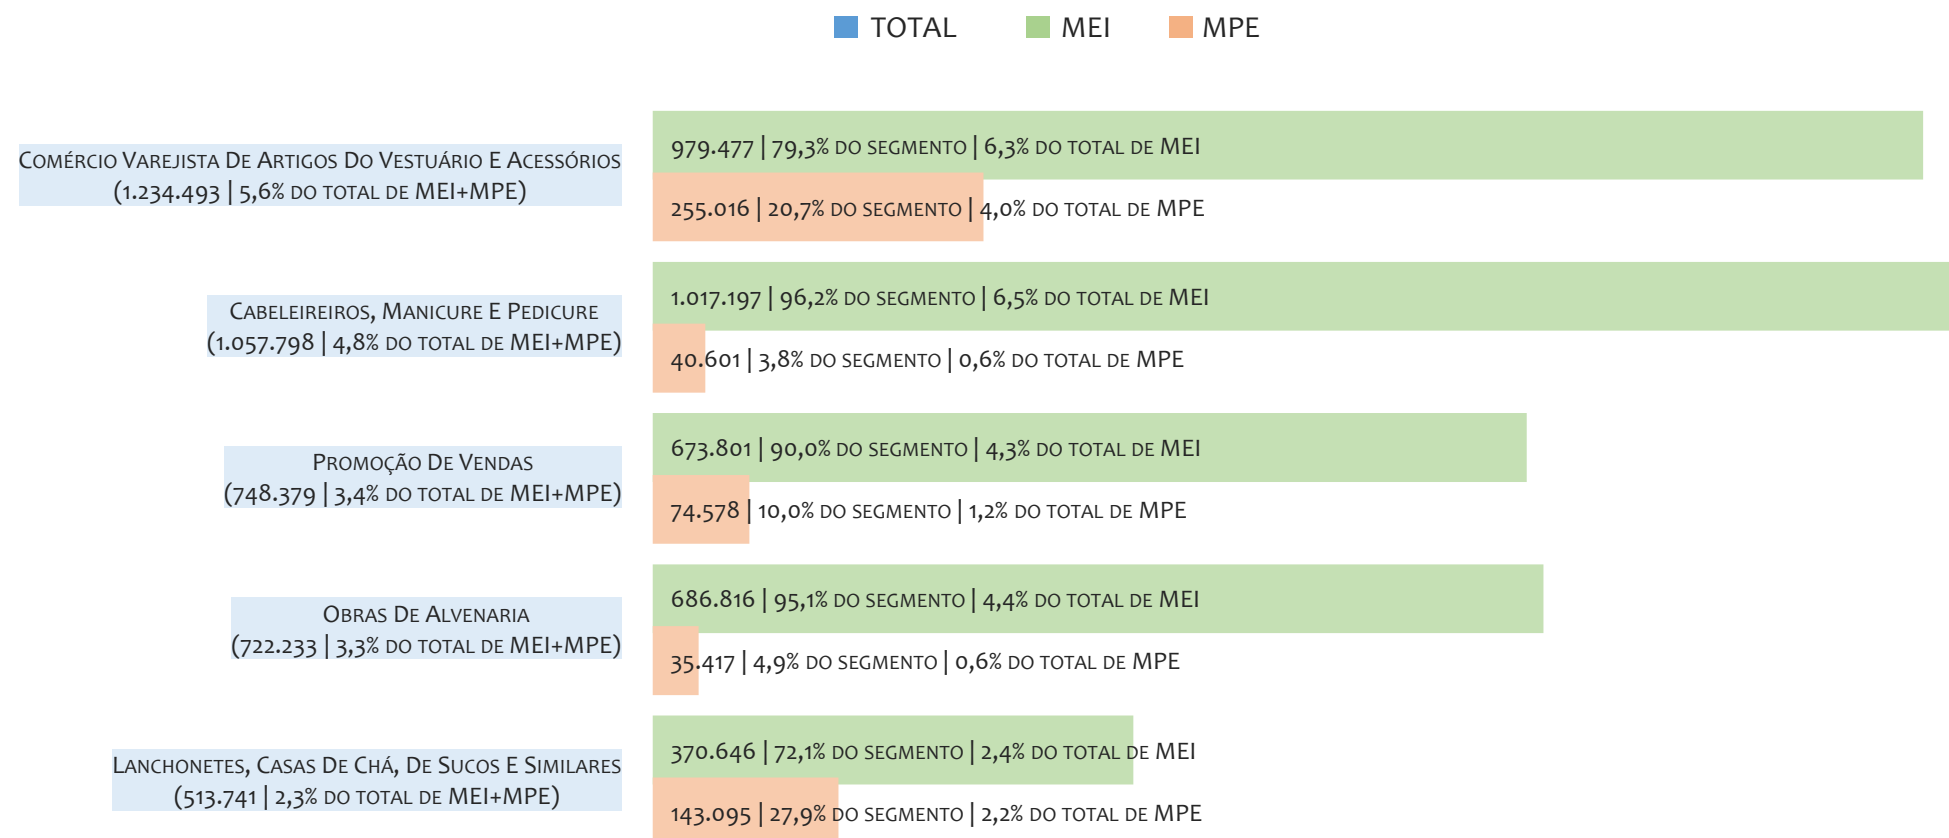 TOTAL MEI MPE
Comércio Varejista De Artigos Do Vestuário E Acessórios
(1.234.493 | 5,6% do total de MEI+MPE)
979.477 | 79,3% do segmento | 6,3% do total de MEI
255.016 | 20,7% do segmento | 4,0% do total de MPE
Cabeleireiros, Manicure E Pedicure
(1.057.798 | 4,8% do total de MEI+MPE)
1.017.197 | 96,2% do segmento | 6,5% do total de MEI
40.601 | 3,8% do segmento | 0,6% do total de MPE
Promoção De Vendas
(748.379 | 3,4% do total de MEI+MPE)
673.801 | 90,0% do segmento | 4,3% do total de MEI
74.578 | 10,0% do segmento | 1,2% do total de MPE
Obras De Alvenaria
(722.233 | 3,3% do total de MEI+MPE)
686.816 | 95,1% do segmento | 4,4% do total de MEI
35.417 | 4,9% do segmento | 0,6% do total de MPE
Lanchonetes, Casas De Chá, De Sucos E Similares
(513.741 | 2,3% do total de MEI+MPE)
370.646 | 72,1% do segmento | 2,4% do total de MEI
143.095 | 27,9% do segmento | 2,2% do total de MPE